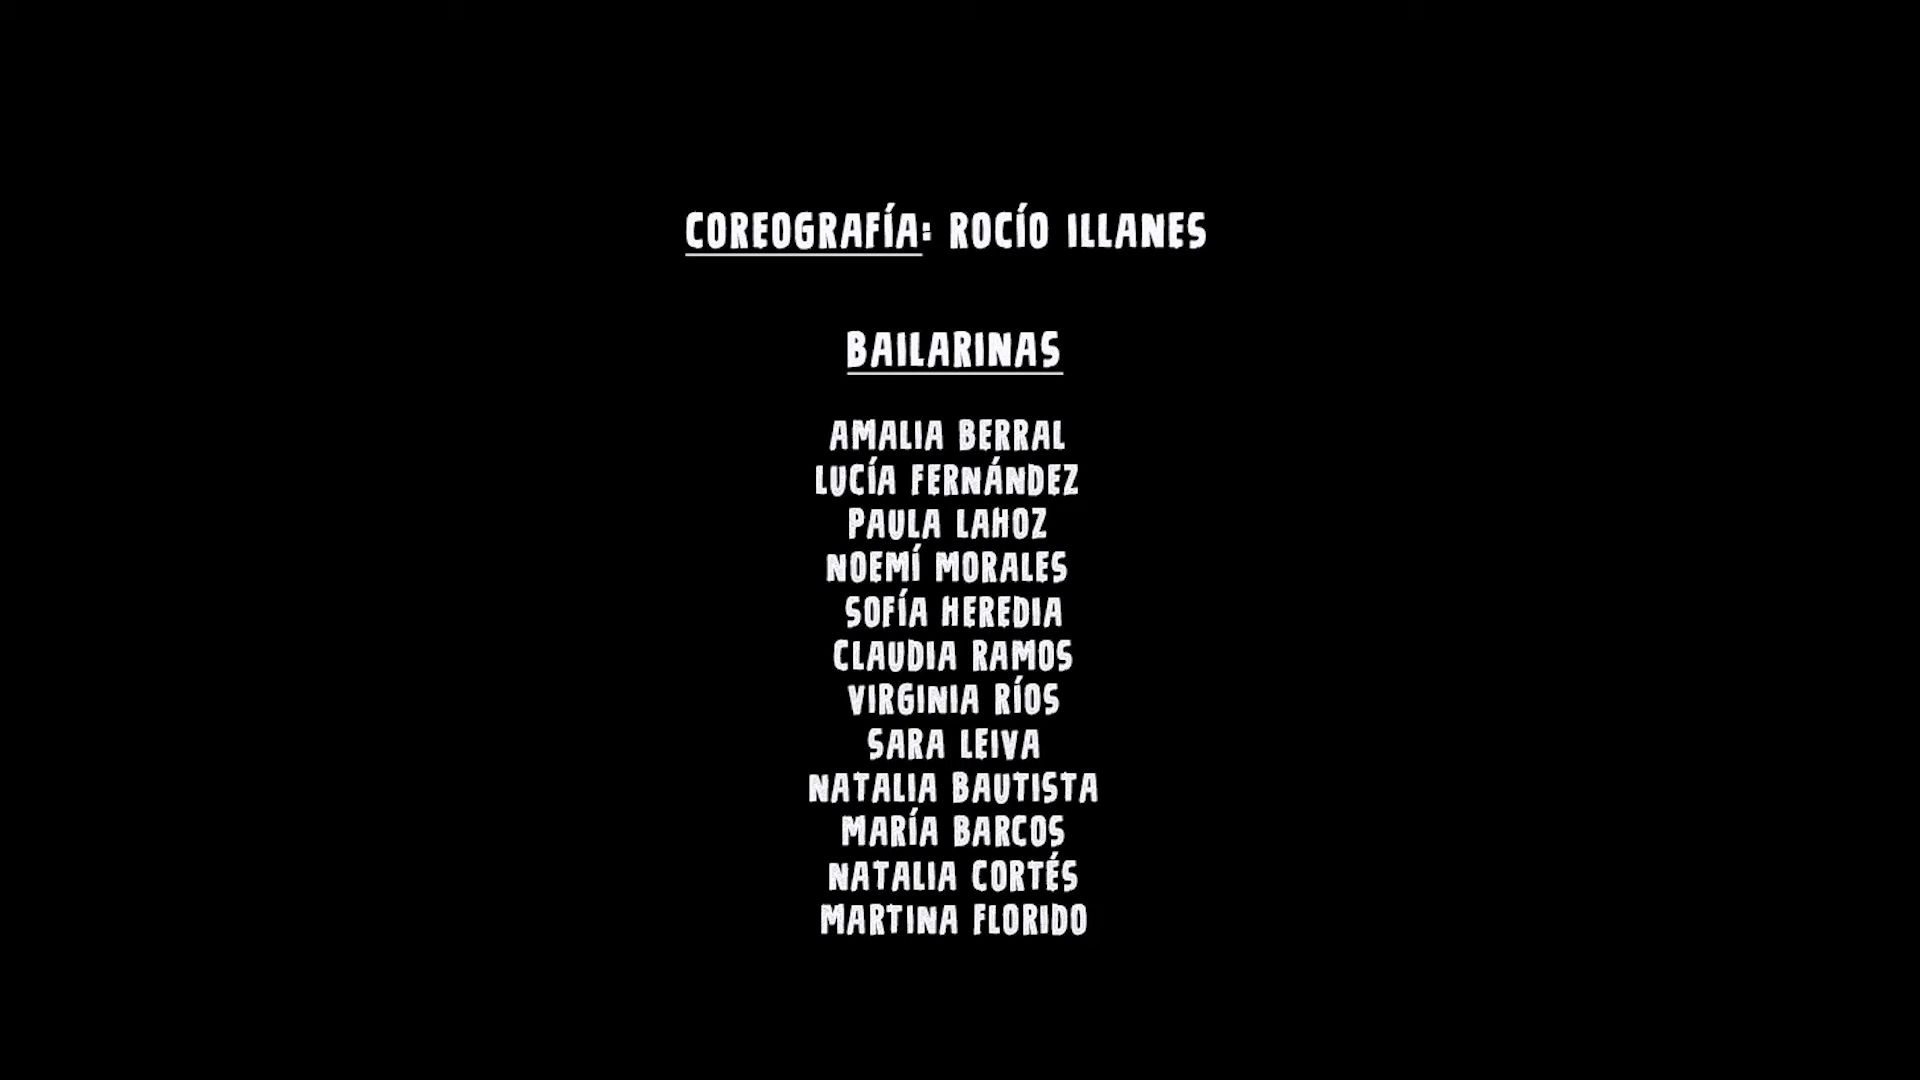 COREOGRAFÍA: ROCÍO ILLANES
BAILARINAS
AMALIA BERRAL
LUCÍA FERNÁNDEZ
PAULA LAHOZ
NOEMÍ MORALES
SOFÍA HEREDIA
CLAUDIA RAMOS
VIRGINIA RÍOS
SARA LEIVA
NATALIA BAUTISTA
MARÍA BARCOS
NATALIA CORTÉS
MARTINA FLORIDO